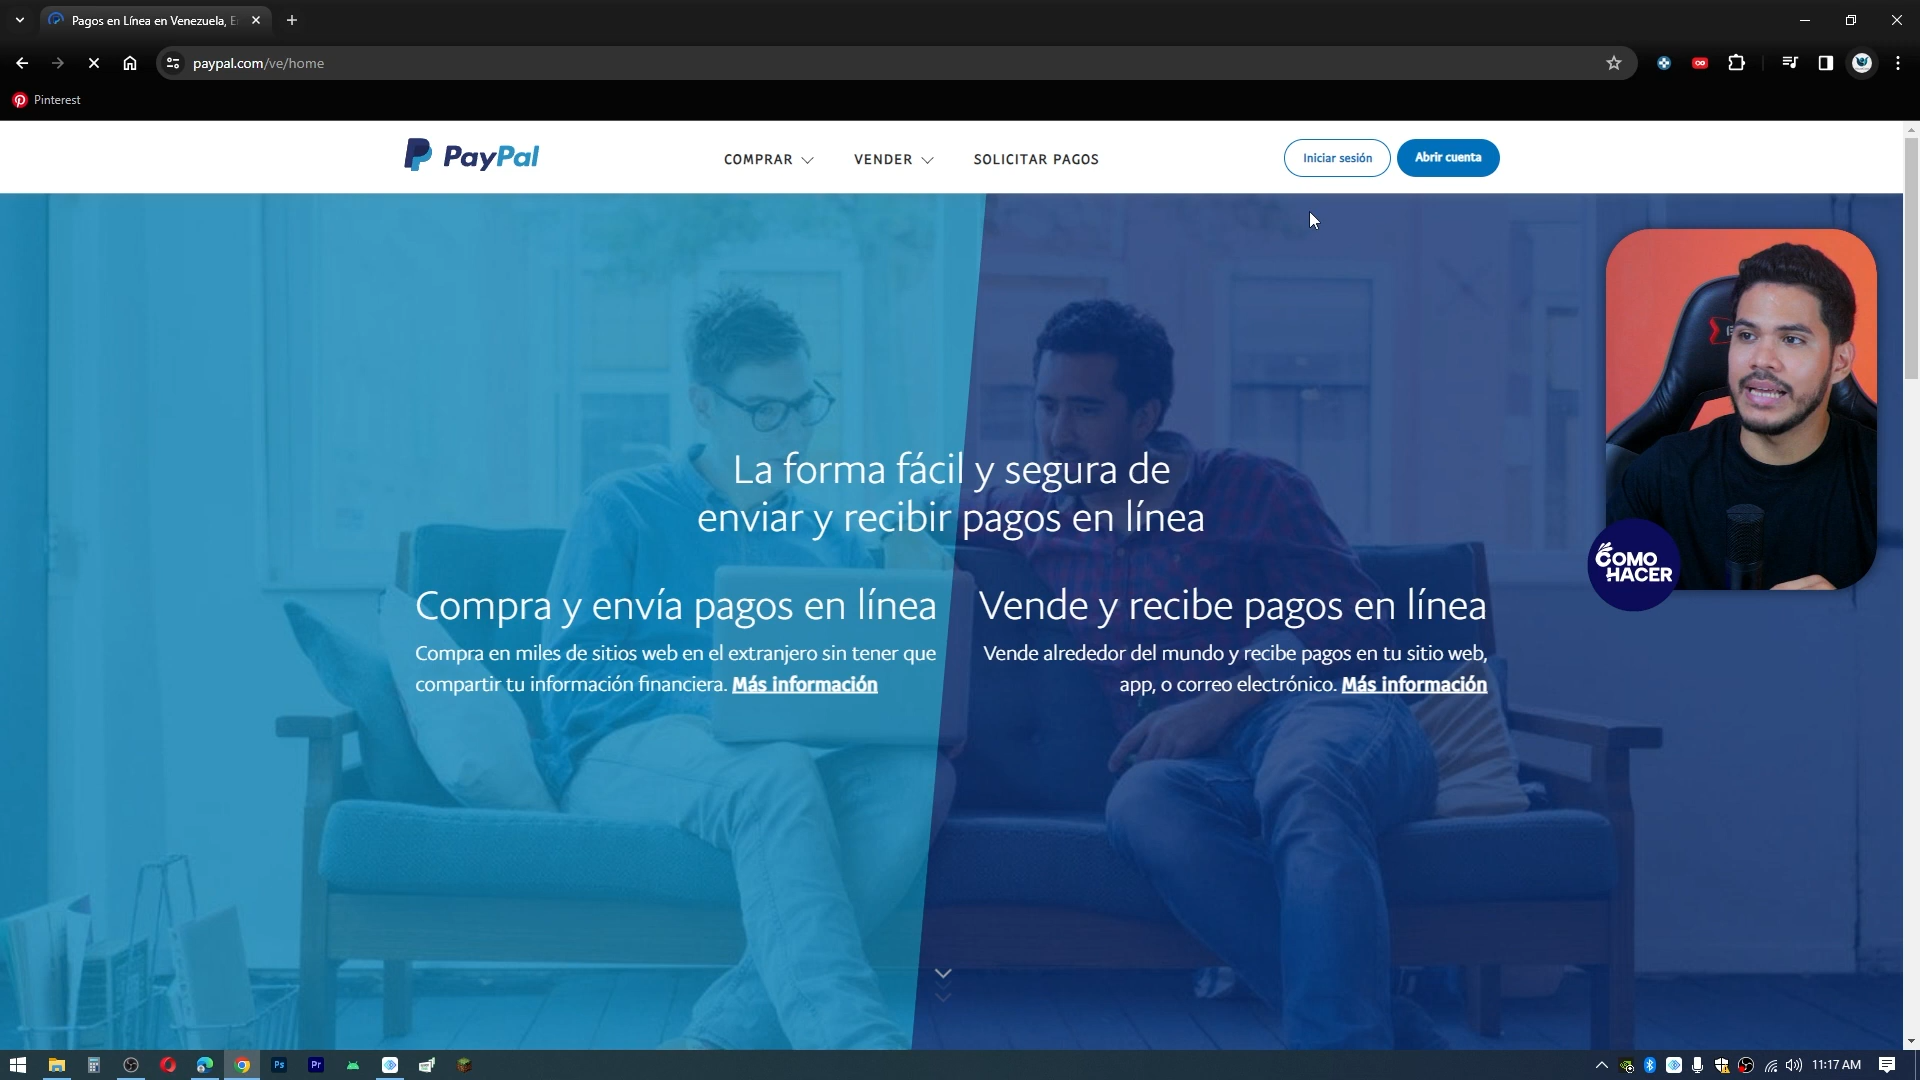 Pagos en Línea en Venezuela, E
paypal.com/ve/home
Pinterest
PayPal
COMPRAR
VENDER
SOLICITAR PAGOS
Iniciar sesión
Abrir cuenta
La forma fácil y segura de
enviar y recibir pagos en línea
Compra y envía pagos en línea
Compra en miles de sitios web en el extranjero sin tener que
compartir tu información financiera. Más información
Vende y recibe pagos en línea
Vende alrededor del mundo y recibe pagos en tu sitio web,
app, o correo electrónico. Más información
COMO
HACER
Ps
Pr
11:17 AM